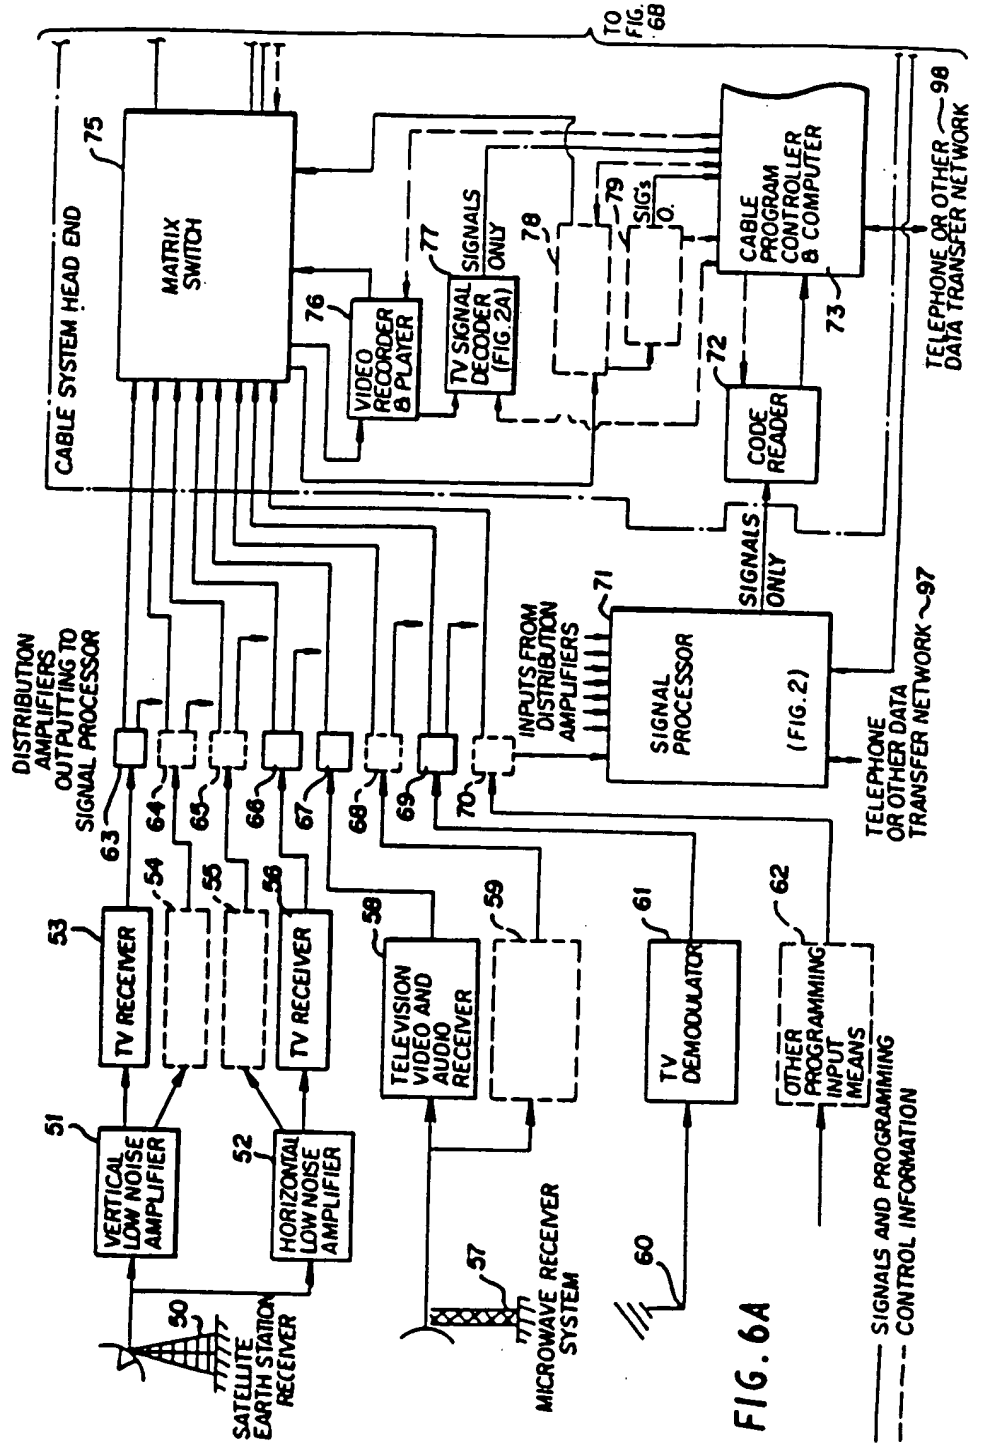 SATELLITE
EARTH STATION
RECEIVER
50
VERTICAL
LOW NOISE
AMPLIFIER
51
HORIZONTAL
LOW NOISE
AMPLIFIER
52
TV RECEIVER
53
54
55
TV RECEIVER
56
MICROWAVE RECEIVER
SYSTEM
57
TELEVISION
VIDEO AND
AUDIO
RECEIVER
58
59
60
TV
DEMODULATOR
61
OTHER
PROGRAMMING
INPUT
MEANS
62
DISTRIBUTION
AMPLIFIERS
OUTPUTTING TO
SIGNAL PROCESSOR
63
64
65
66
67
68
69
70
INPUTS FROM
DISTRIBUTION
AMPLIFIERS
SIGNAL
PROCESSOR
(FIG. 2)
71
TELEPHONE
OR OTHER DATA
TRANSFER NETWORK
97
SIGNALS
ONLY
CABLE SYSTEM HEAD END
MATRIX
SWITCH
75
VIDEO
RECORDER
& PLAYER
76
TV SIGNAL
DECODER
(FIG. 2A)
77
SIGNALS
ONLY
78
79
SIG'S
O.
CODE
READER
72
CABLE
PROGRAM
CONTROLLER
& COMPUTER
73
TELEPHONE OR OTHER
DATA TRANSFER NETWORK
98
TO
FIG.
6B
FIG. 6A
SIGNALS AND PROGRAMMING
CONTROL INFORMATION